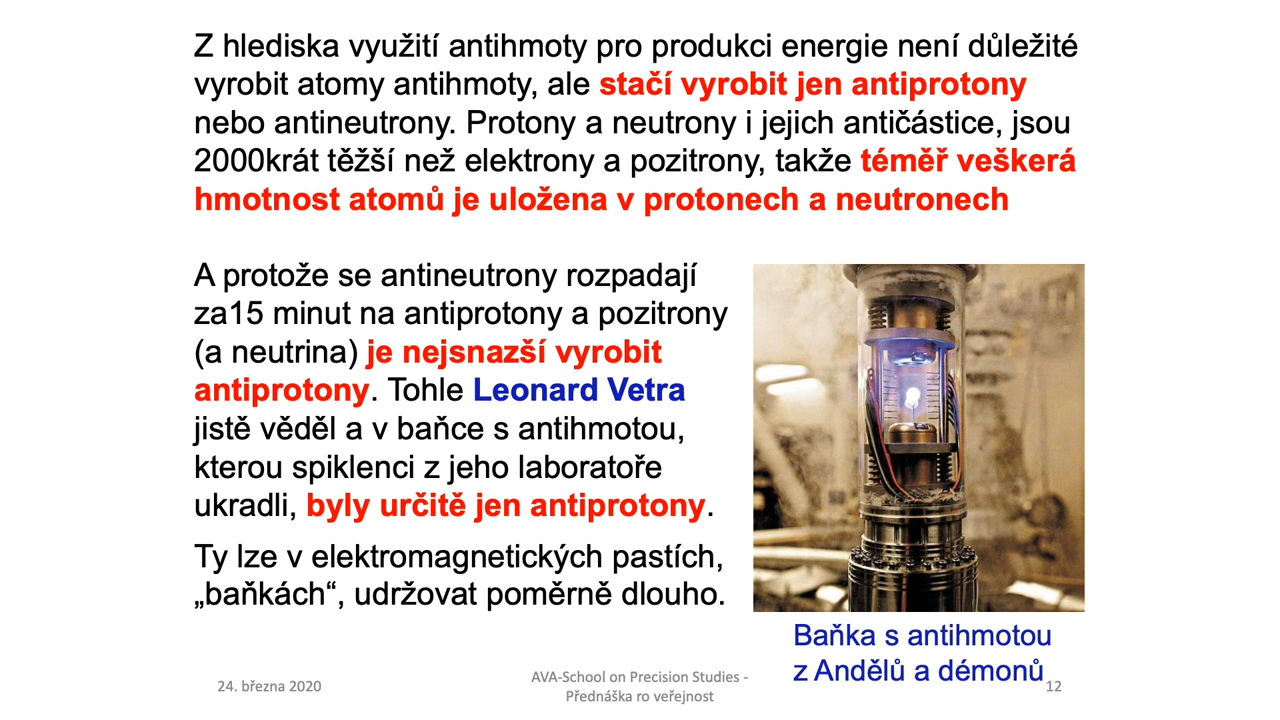 Z hlediska využití antihmoty pro produkci energie není důležité
vyrobit atomy antihmoty, ale stačí vyrobit jen antiprotony
nebo antineutrony. Protony a neutrony i jejich antičástice, jsou
2000krát těžší než elektrony a pozitrony, takže téměř veškerá
hmotnost atomů je uložena v protonech a neutronech
A protože se antineutrony rozpadají
za15 minut na antiprotony a pozitrony
(a neutrina) je nejsnazší vyrobit
antiprotony. Tohle Leonard Vetra
jistě věděl a v baňce s antihmotou,
kterou spiklenci z jeho laboratoře
ukradli, byly určitě jen antiprotony.
Ty lze v elektromagnetických pastích,
„baňkách“, udržovat poměrně dlouho.
Baňka s antihmotou
z Andělů a démonů
24. března 2020
AVA-School on Precision Studies -
Přednáška ro veřejnost
12